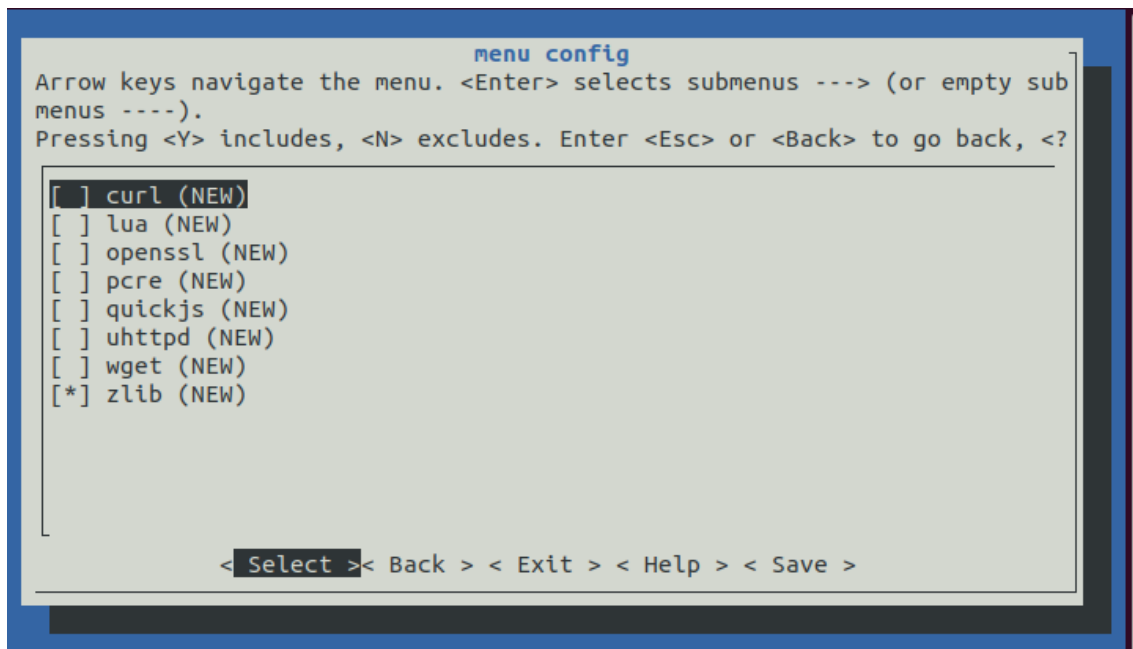 menu config
Arrow keys navigate the menu. <Enter> selects submenus ---> (or empty sub
menus ----).
Pressing <Y> includes, <N> excludes. Enter <Esc> or <Back> to go back, <?
[ ] curl (NEW)
[ ] lua (NEW)
[ ] openssl (NEW)
[ ] pcre (NEW)
[ ] quickjs (NEW)
[ ] uhttpd (NEW)
[ ] wget (NEW)
[*] zlib (NEW)
< Select >< Back > < Exit > < Help > < Save >